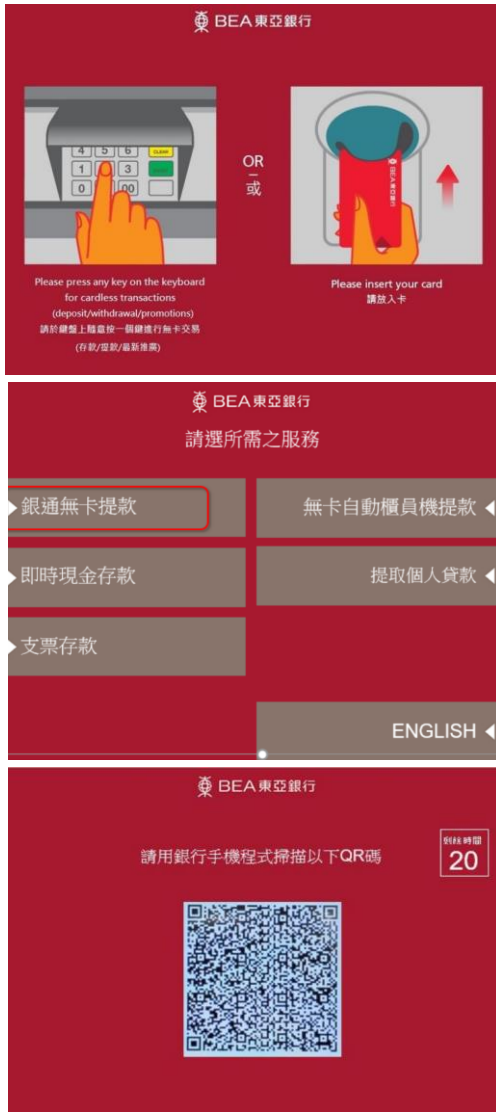 BEA東亞銀行
4 5 6 CLEAR
1 3
0 00
OR
或
BEA東亞銀行
Please press any key on the keyboard
for cardless transactions
(deposit/withdrawal/promotions)
請於鍵盤上隨意按一個鍵進行無卡交易
(存款/提款/最新推廣)
Please insert your card
請放入卡
BEA東亞銀行
請選所需之服務
銀通無卡提款
無卡自動櫃員機提款
即時現金存款
提取個人貸款
支票存款
ENGLISH
BEA東亞銀行
請用銀行手機程式掃描以下QR碼
剩餘時間
20